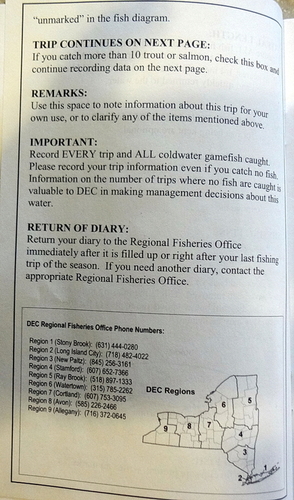 "unmarked" in the fish diagram.
TRIP CONTINUES ON NEXT PAGE:
If you catch more than 10 trout or salmon, check this box and
continue recording data on the next page.
REMARKS:
Use this space to note information about this trip for your
own use, or to clarify any of the items mentioned above.
IMPORTANT:
Record EVERY trip and ALL coldwater gamefish caught.
Please record your trip information even if you catch no fish.
Information on the number of trips where no fish are caught is
valuable to DEC in making management decisions about this
water.
RETURN OF DIARY:
Return your diary to the Regional Fisheries Office
immediately after it is filled up or right after your last fishing
trip of the season. If you need another diary, contact the
appropriate Regional Fisheries Office.
DEC Regional Fisheries Office Phone Numbers:
Region 1 (Stony Brook): (631) 444-0280
Region 2 (Long Island City): (718) 482-4022
Region 3 (New Paltz): (845) 256-3161
Region 4 (Stamford): (607) 652-7366
Region 5 (Ray Brook): (518) 897-1333
Region 6 (Watertown): (315) 785-2262
Region 7 (Cortland): (607) 753-3095
Region 8 (Avon): (585) 226-2466
Region 9 (Allegany): (716) 372-0645
DEC Regions
5
6
9
8
7
4
3
2
1